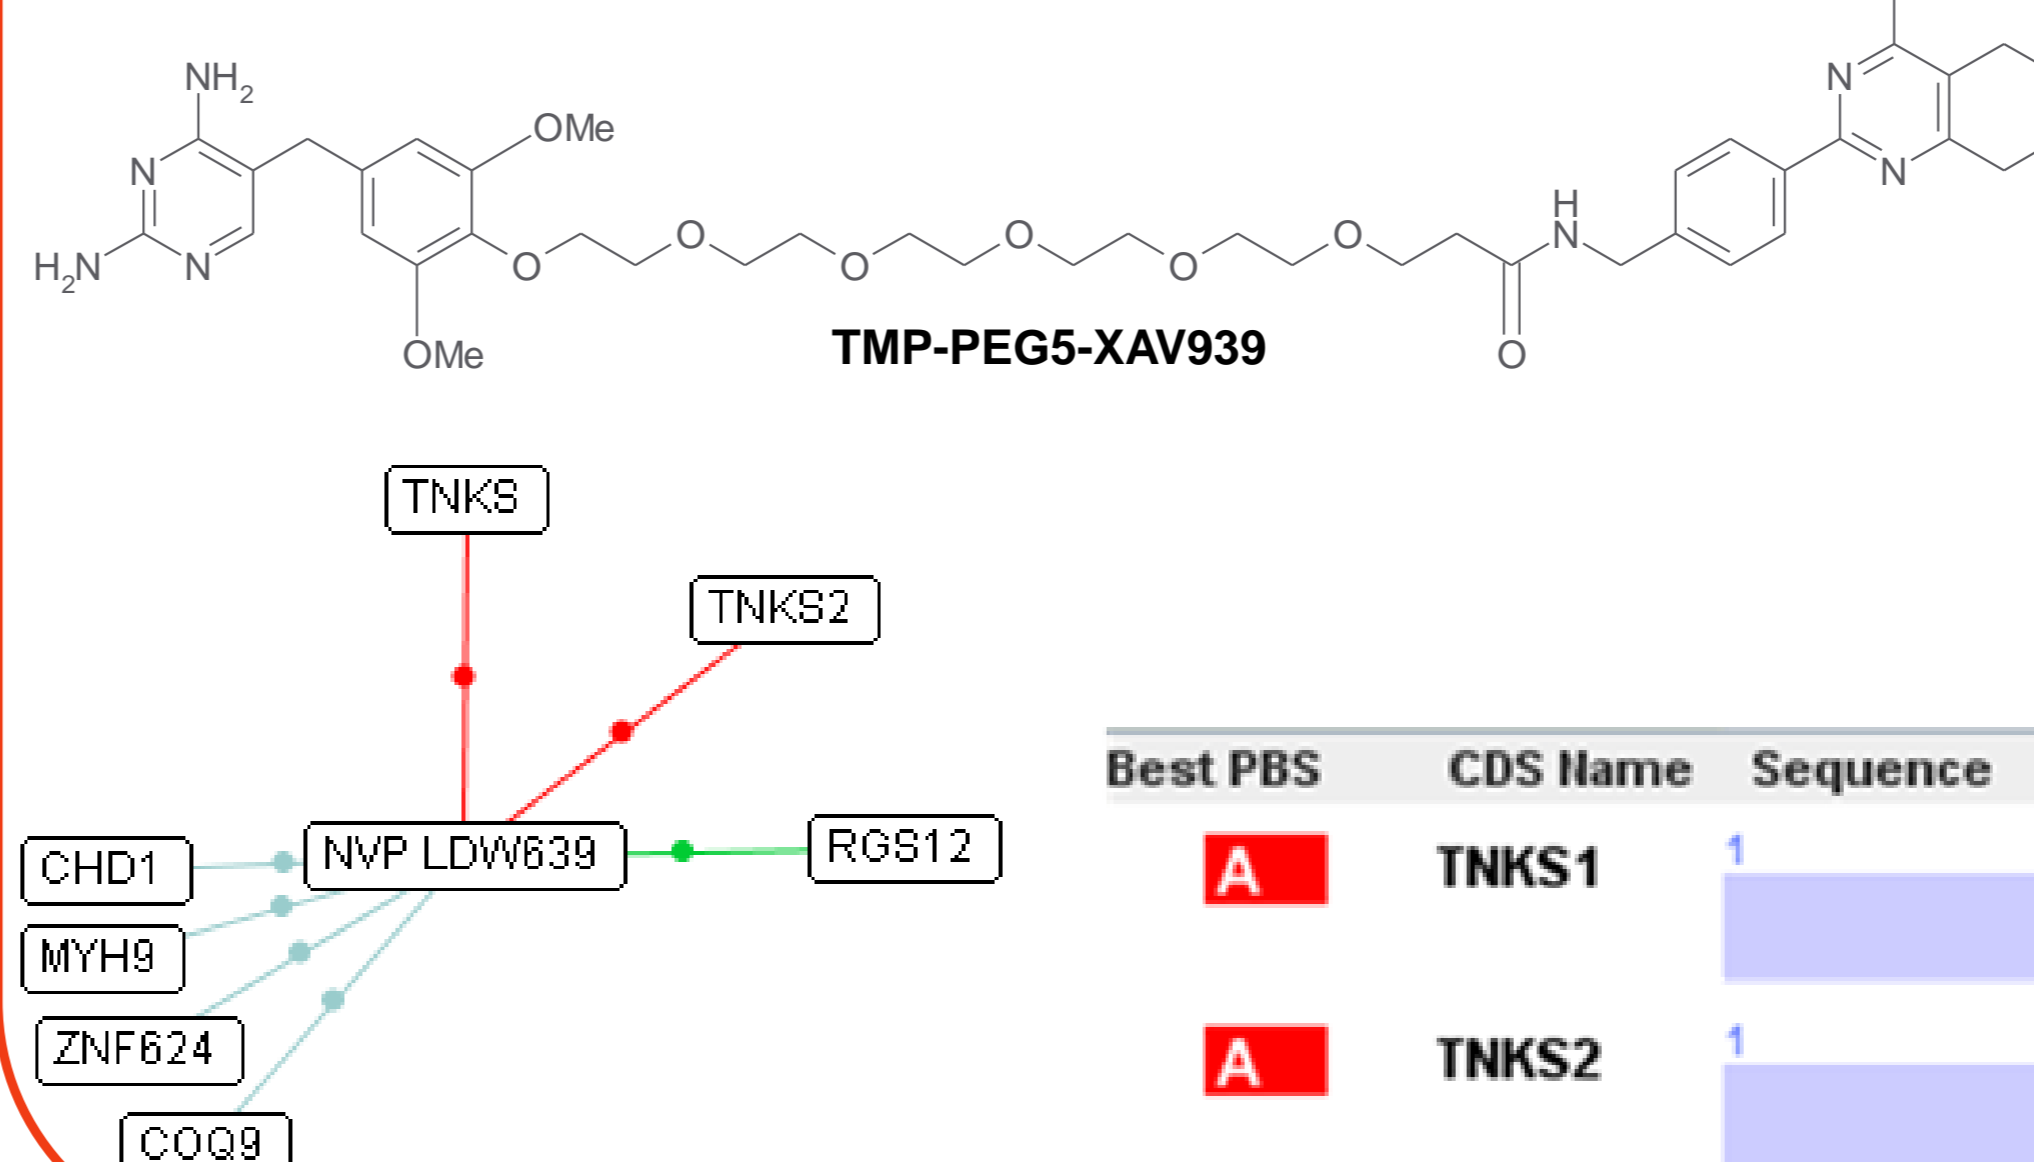 NH2
OMe
N
N
N
H2N
N
O
O
O
O
O
O
H
N
N
OMe
O
TMP-PEG5-XAV939
TNKS
TNKS2
NVP LDW639
RGS12
CHD1
MYH9
ZNF624
COQ9
Best PBS CDS Name Sequence
A TNKS1 1
A TNKS2 1